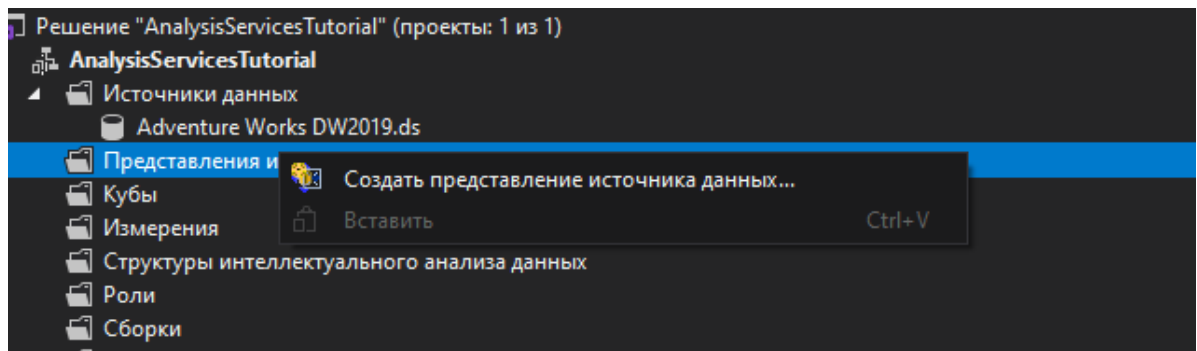 Решение "AnalysisServicesTutorial" (проекты: 1 из 1)
AnalysisServicesTutorial
Источники данных
Adventure Works DW2019.ds
Представления и
Создать представление источника данных...
Кубы
Вставить Ctrl+V
Измерения
Структуры интеллектуального анализа данных
Роли
Сборки